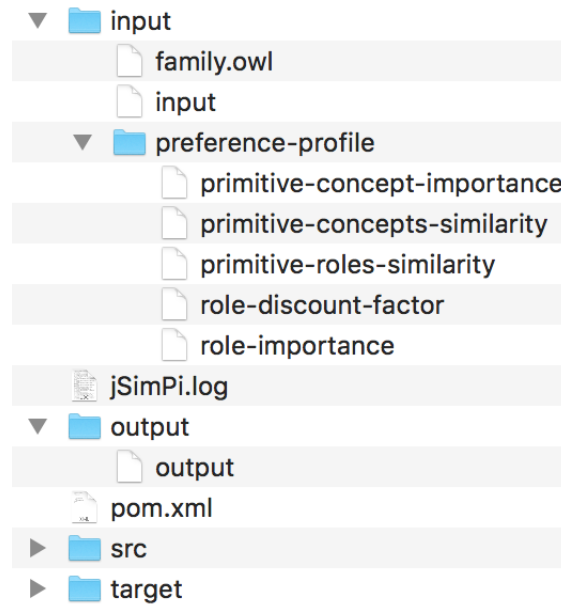 input
family.owl
input
preference-profile
primitive-concept-importance
primitive-concepts-similarity
primitive-roles-similarity
role-discount-factor
role-importance
jSimPi.log
output
output
pom.xml
src
target